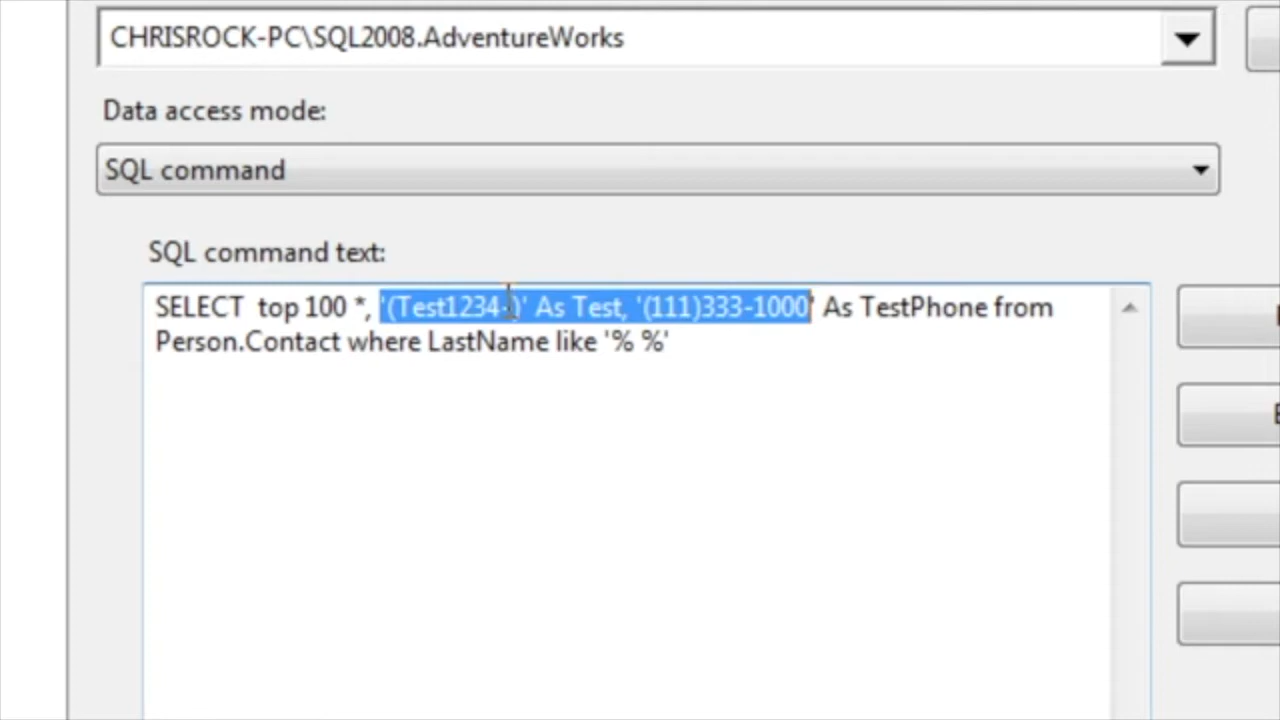 CHRISROCK-PC\SQL2008.AdventureWorks
Data access mode:
SQL command
SQL command text:
SELECT  top 100 *, '(Test1234-)' As Test, '(111)333-1000' As TestPhone from
Person.Contact where LastName like '% %'